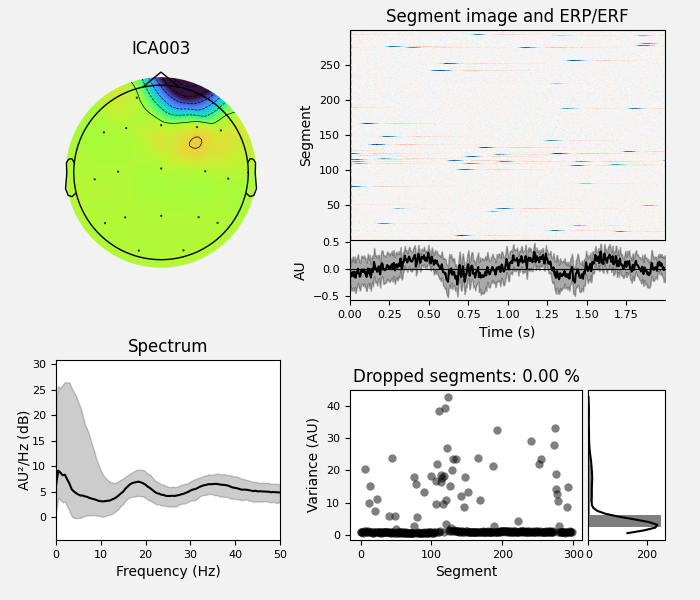 ICA003
Segment image and ERP/ERF
Segment
250
200
150
100
50
AU
0.5
0.0
−0.5
0.00 0.25 0.50 0.75 1.00 1.25 1.50 1.75
Time (s)
Spectrum
AU²/Hz (dB)
30
25
20
15
10
5
0
0 10 20 30 40 50
Frequency (Hz)
Dropped segments: 0.00 %
Variance (AU)
40
30
20
10
0
0 100 200 300
Segment
0 200